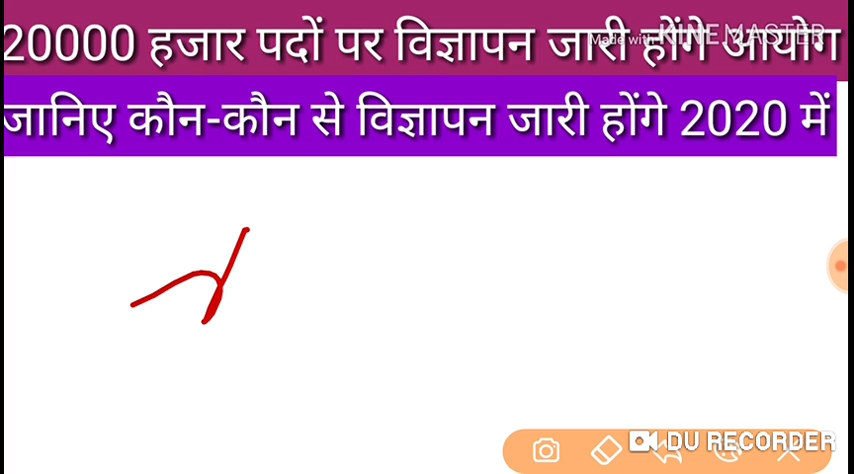 20000 हजार पदों पर विज्ञापन जारी होंगे आयोग
Made with KINEMASTER
जानिए कौन-कौन से विज्ञापन जारी होंगे 2020 में
DU RECORDER